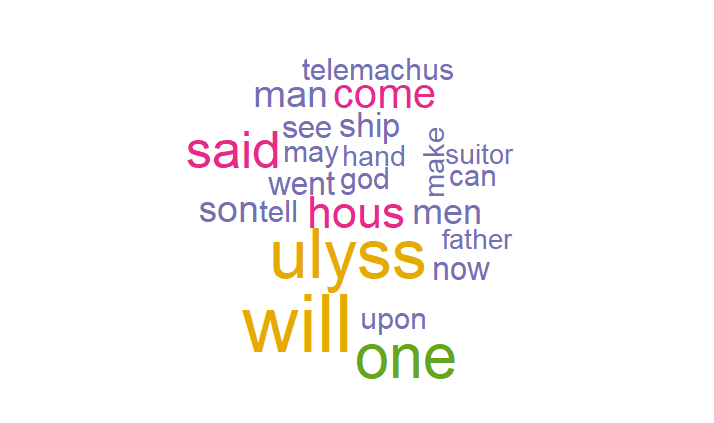 telemachus
man come
see ship
said may hand make suitor
went god can
son tell hous men
ulyss father
now
will upon
one